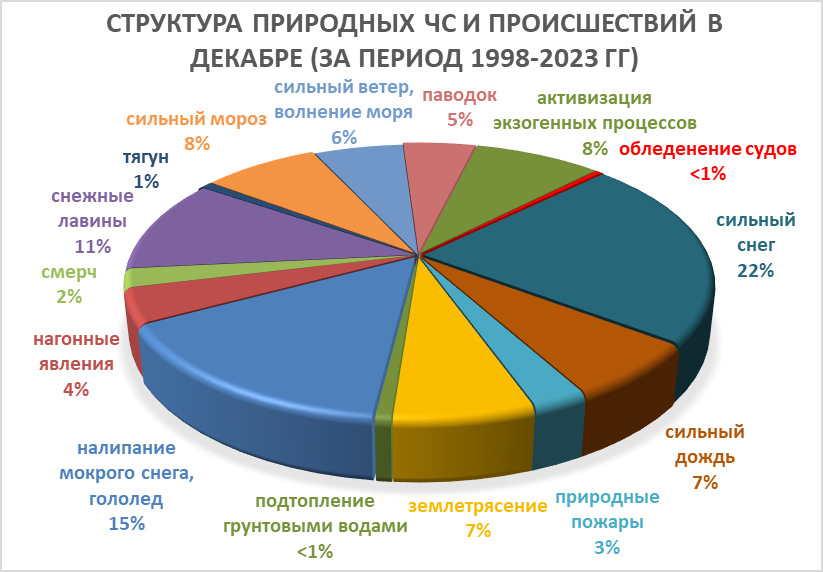 СТРУКТУРА ПРИРОДНЫХ ЧС И ПРОИСШЕСТВИЙ В
ДЕКАБРЕ (ЗА ПЕРИОД 1998-2023 ГГ)
сильный ветер,
волнение моря
6%
паводок
5%
активизация
экзогенных процессов
8%
обледенение судов
<1%
сильный
снег
22%
сильный
дождь
7%
природные
пожары
3%
землетрясение
7%
подтопление
грунтовыми водами
<1%
налипание
мокрого снега,
гололед
15%
нагонные
явления
4%
смерч
2%
снежные
лавины
11%
тягун
1%
сильный мороз
8%